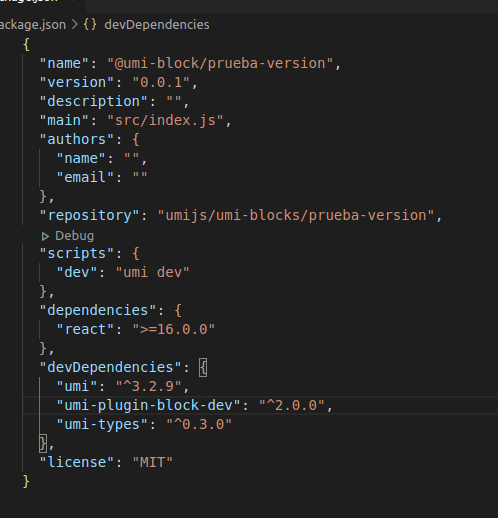 ackage.json > {} devDependencies
{
"name": "@umi-block/prueba-version",
"version": "0.0.1",
"description": "",
"main": "src/index.js",
"authors": {
"name": "",
"email": ""
},
"repository": "umijs/umi-blocks/prueba-version",
Debug
"scripts": {
"dev": "umi dev"
},
"dependencies": {
"react": ">=16.0.0"
},
"devDependencies": {
"umi": "^3.2.9",
"umi-plugin-block-dev": "^2.0.0",
"umi-types": "^0.3.0"
},
"license": "MIT"
}